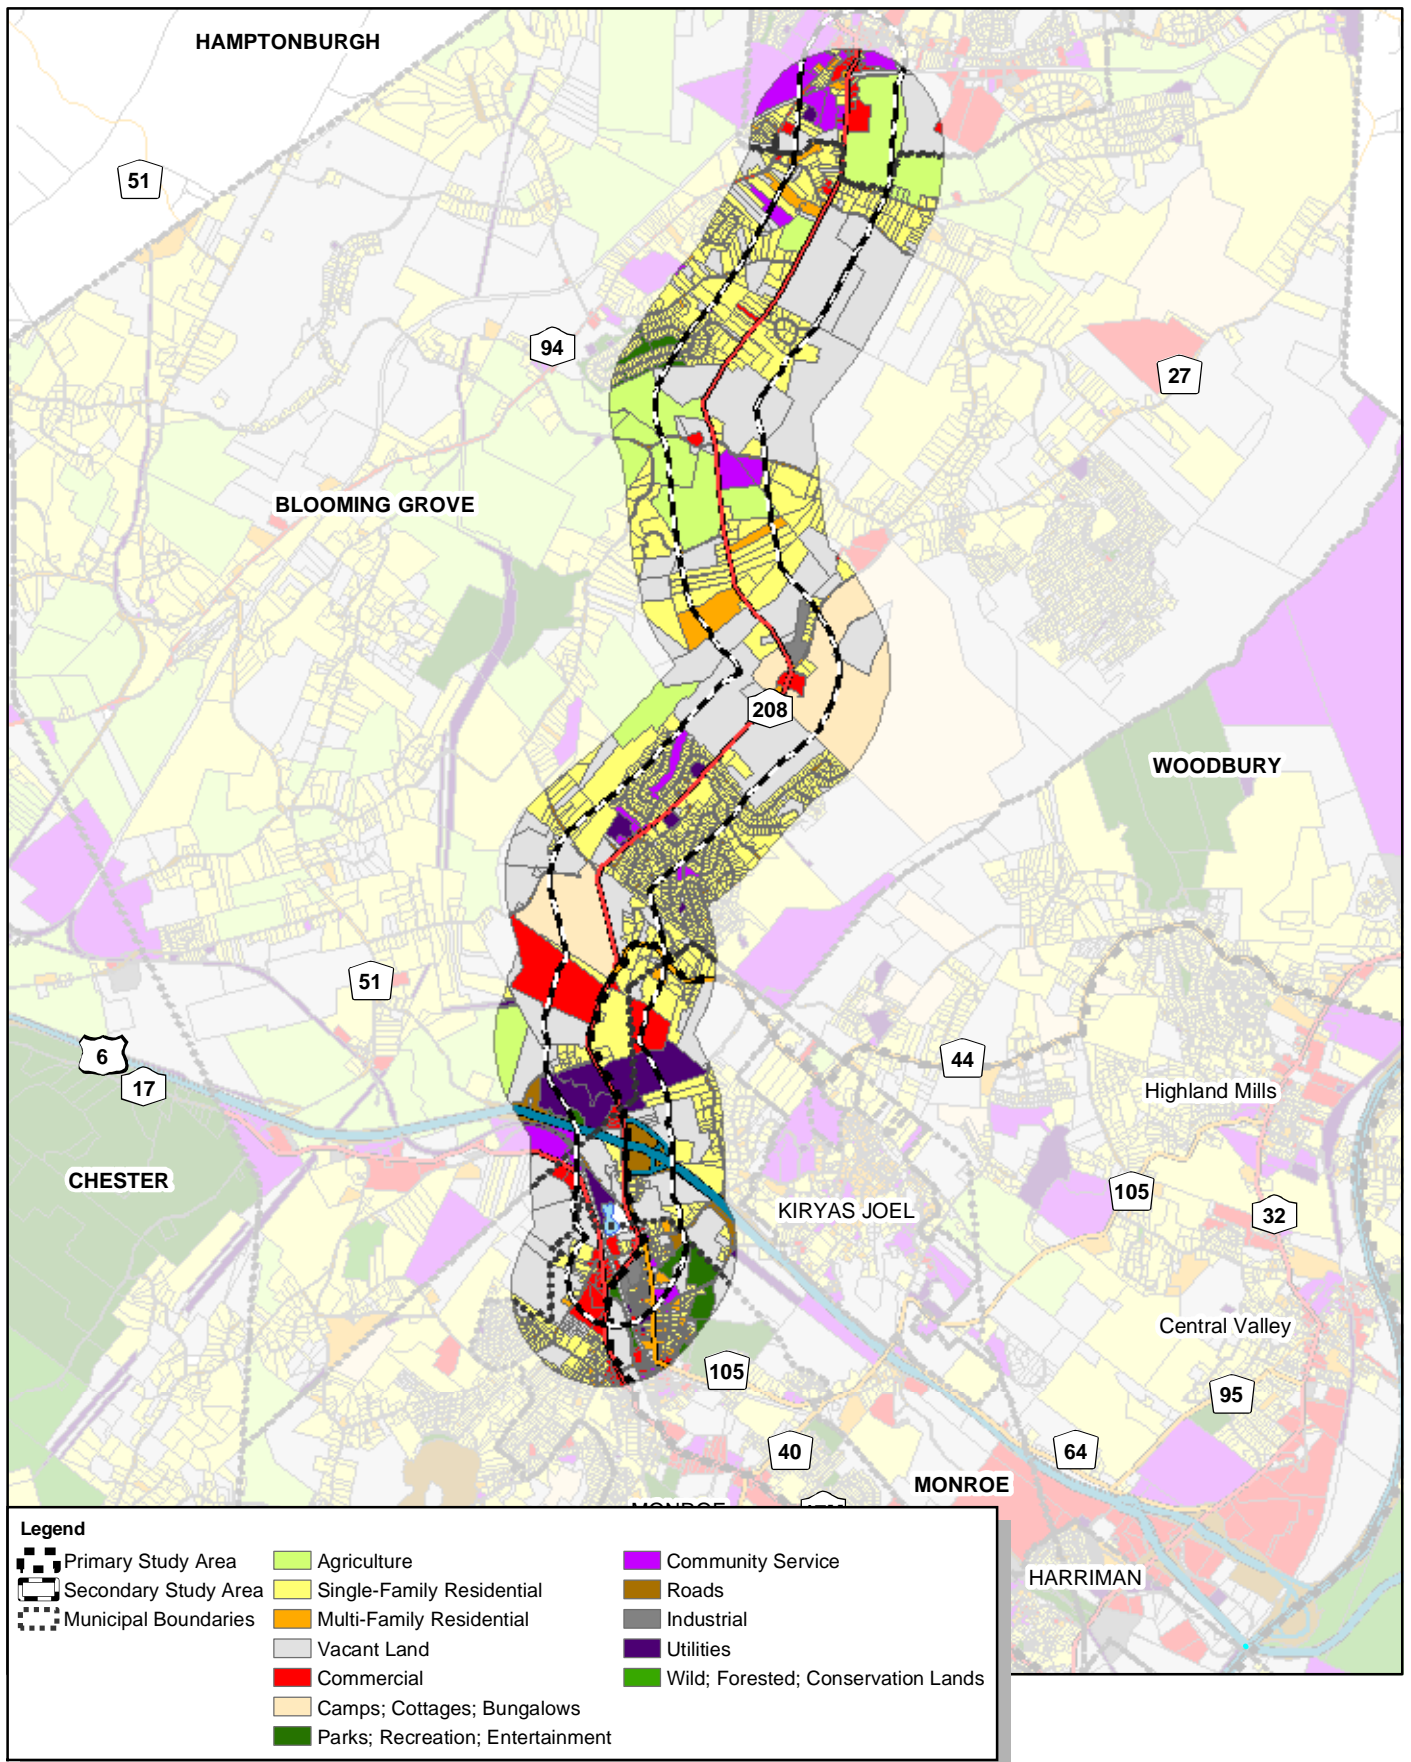 HAMPTONBURGH
51
94
27
BLOOMING GROVE
208
WOODBURY
51
6
17
44
Highland Mills
CHESTER
105
KIRYAS JOEL
32
Central Valley
105
95
40
64
MONROE
MONROE
HARRIMAN
Legend
Primary Study Area
Secondary Study Area
Municipal Boundaries
Agriculture
Single-Family Residential
Multi-Family Residential
Vacant Land
Commercial
Camps; Cottages; Bungalows
Parks; Recreation; Entertainment
Community Service
Roads
Industrial
Utilities
Wild; Forested; Conservation Lands